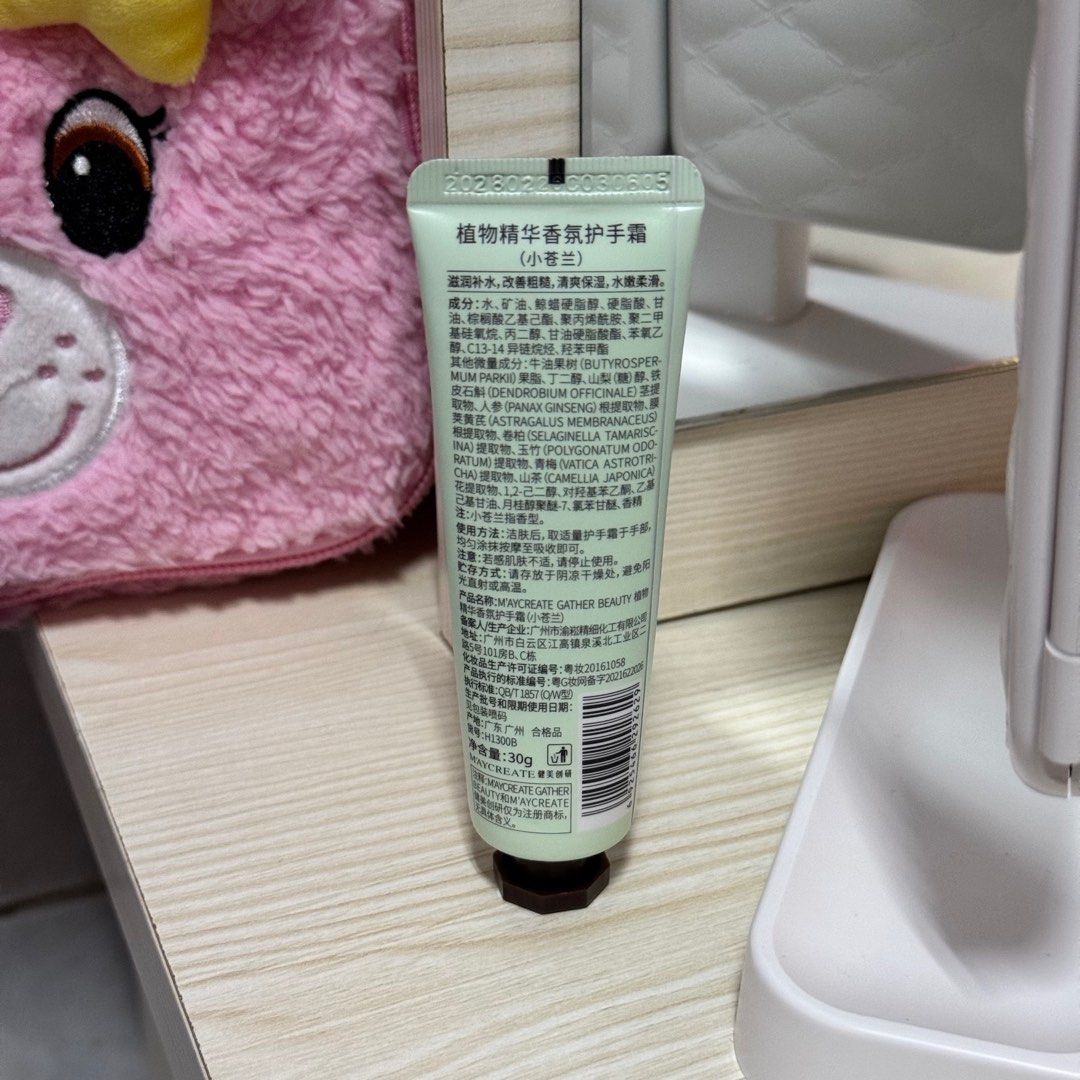 植物精华香氛护手霜
（小苍兰）
滋润补水，改善粗糙，清爽保湿，水嫩柔滑。
成分：水、矿油、鲸蜡硬脂醇、硬脂酸、甘
油、棕榈酸乙基己酯、聚丙烯酰胺、聚二甲
基硅氧烷、丙二醇、甘油硬脂酸酯、苯氧乙
醇、C13-14 异链烷烃、羟苯甲酯
其他微量成分：牛油果树（BUTYROSPER-
MUM PARKII）果脂、丁二醇、山梨（糖）醇、铁
皮石斛（DENDROBIUM OFFICINALE）茎提
取物、人参（PANAX GINSENG）根提取物、膜
荚黄芪（ASTRAGALUS MEMBRANACEUS）
根提取物、卷柏（SELAGINELLA TAMARISC-
INA）提取物、玉竹（POLYGONATUM ODO-
RATUM）提取物、青梅（VATICA ASTROTRI-
CHA）提取物、山茶（CAMELLIA JAPONICA）
花提取物、1,2-己二醇、对羟基苯乙酮、乙基
己基甘油、月桂醇聚醚-7、氯苯甘醚、香精
注：小苍兰指香型。
使用方法：洁肤后，取适量护手霜于手部，
均匀涂抹按摩至吸收即可。
注意：若感肌肤不适，请停止使用。
贮存方式：请存放于阴凉干燥处，避免阳
光直射或高温。
产品名称：M'AYCREATE GATHER BEAUTY 植物
精华香氛护手霜（小苍兰）
备案人/生产企业：广州市渝崧精细化工有限公司
地址：广州市白云区江高镇泉溪北工业区二
路5号101房B、C栋
化妆品生产许可证编号：粤妆20161058
产品执行的标准编号：粤G妆网备字2021622026
执行标准：QB/T 1857（O/W型）
生产批号和限期使用日期：
见包装喷码
产地：广东 广州 合格品
货号：H1300B
净含量：30g
M'AYCREATE 健美创研
注释：M'AYCREATE GATHER
BEAUTY和M'AYCREATE
健美创研仅为注册商标，
无具体含义。
6 925466 292629